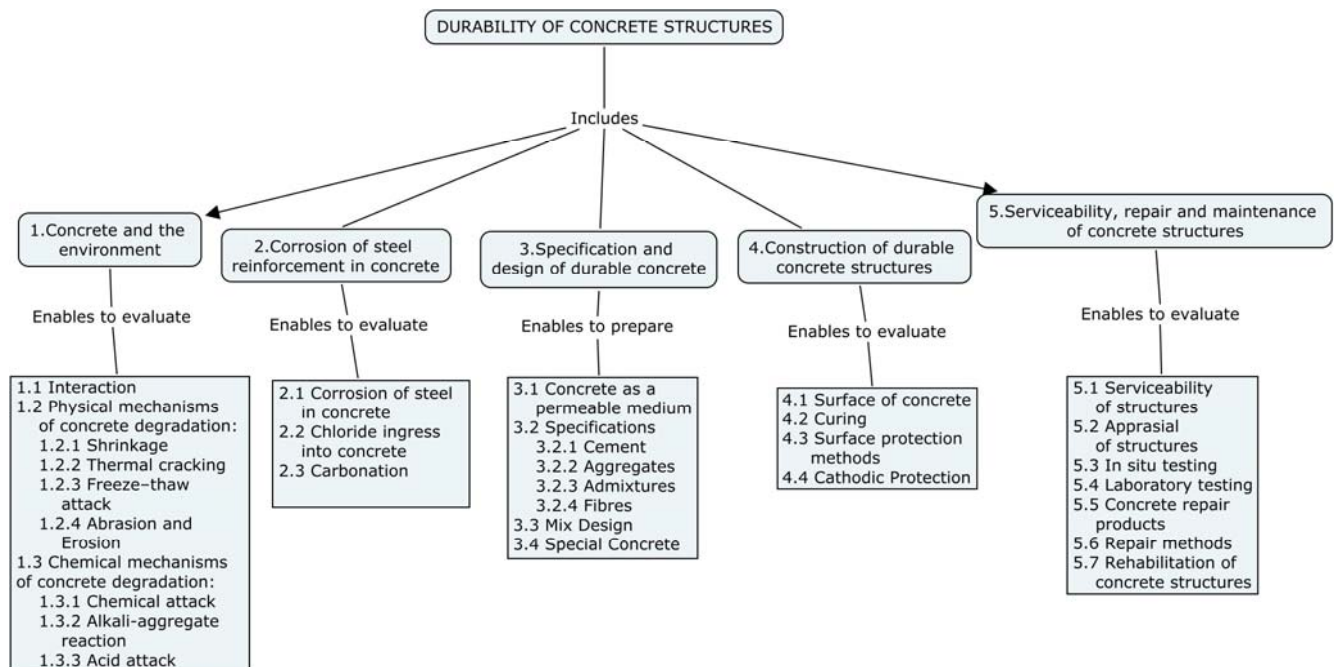 DURABILITY OF CONCRETE STRUCTURES
Includes
1.Concrete and the
environment
2.Corrosion of steel
reinforcement in concrete
3.Specification and
design of durable concrete
4.Construction of durable
concrete structures
5.Serviceability, repair and maintenance
of concrete structures
Enables to evaluate
Enables to evaluate
Enables to prepare
Enables to evaluate
Enables to evaluate
1.1 Interaction
1.2 Physical mechanisms
of concrete degradation:
1.2.1 Shrinkage
1.2.2 Thermal cracking
1.2.3 Freeze–thaw
attack
1.2.4 Abrasion and
Erosion
1.3 Chemical mechanisms
of concrete degradation:
1.3.1 Chemical attack
1.3.2 Alkali-aggregate
reaction
1.3.3 Acid attack
2.1 Corrosion of steel
in concrete
2.2 Chloride ingress
into concrete
2.3 Carbonation
3.1 Concrete as a
permeable medium
3.2 Specifications
3.2.1 Cement
3.2.2 Aggregates
3.2.3 Admixtures
3.2.4 Fibres
3.3 Mix Design
3.4 Special Concrete
4.1 Surface of concrete
4.2 Curing
4.3 Surface protection
methods
4.4 Cathodic Protection
5.1 Serviceability
of structures
5.2 Apprasial
of structures
5.3 In situ testing
5.4 Laboratory testing
5.5 Concrete repair
products
5.6 Repair methods
5.7 Rehabilitation of
concrete structures